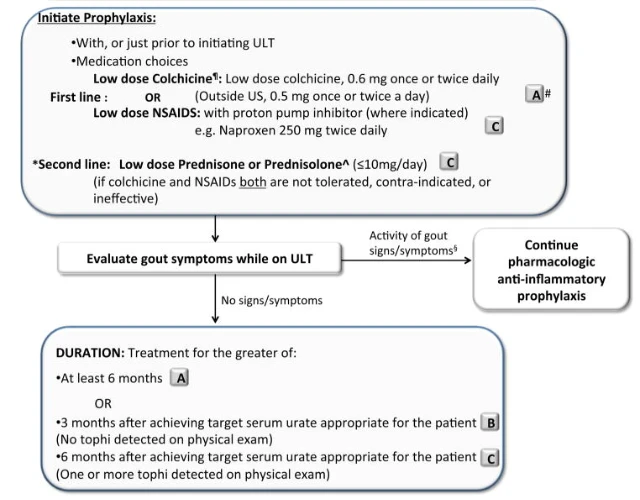 Initiate Prophylaxis:
•With, or just prior to initiating ULT
•Medication choices
Low dose Colchicine¶: Low dose colchicine, 0.6 mg once or twice daily
First line : OR (Outside US, 0.5 mg once or twice a day)
A#
Low dose NSAIDS: with proton pump inhibitor (where indicated)
e.g. Naproxen 250 mg twice daily
C
*Second line: Low dose Prednisone or Prednisolone^ (≤10mg/day) C
(if colchicine and NSAIDs both are not tolerated, contra-indicated, or
ineffective)
Evaluate gout symptoms while on ULT
Activity of gout
signs/symptoms§
Continue
pharmacologic
anti-inflammatory
prophylaxis
No signs/symptoms
DURATION: Treatment for the greater of:
•At least 6 months A
OR
•3 months after achieving target serum urate appropriate for the patient B
(No tophi detected on physical exam)
•6 months after achieving target serum urate appropriate for the patient C
(One or more tophi detected on physical exam)